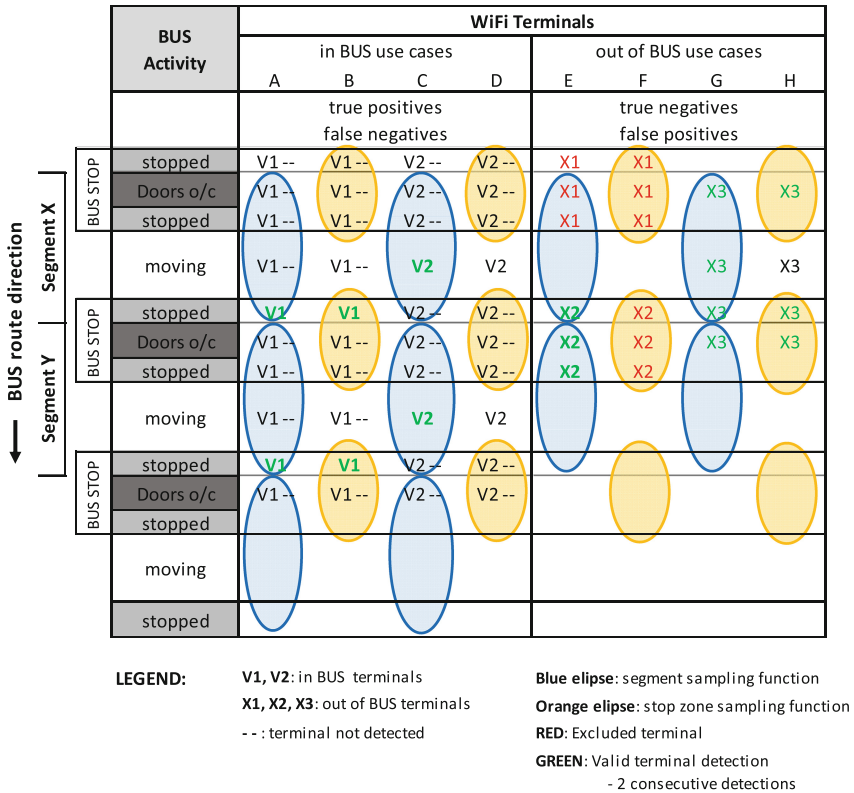 WiFi Terminals
BUS Activity
in BUS use cases out of BUS use cases
A B C D E F G H
true positives true negatives
false negatives false positives
stopped V1 -- V1 -- V2 -- V2 -- X1 X1
Doors o/c V1 -- V1 -- V2 -- V2 -- X1 X1 X3 X3
stopped V1 -- V1 -- V2 -- V2 -- X1 X1
BUS STOP
moving V1 -- V1 -- V2 V2 X3 X3
Segment X
stopped V1 V1 V2 -- V2 -- X2 X2 X3 X3
Doors o/c V1 -- V1 -- V2 -- V2 -- X2 X2 X3 X3
stopped V1 -- V1 -- V2 -- V2 -- X2 X2
BUS STOP
BUS route direction
moving V1 -- V1 -- V2 V2
Segment Y
stopped V1 V1 V2 -- V2 --
Doors o/c V1 -- V1 -- V2 -- V2 --
stopped
BUS STOP
moving
stopped
LEGEND:
V1, V2: in BUS terminals
X1, X2, X3: out of BUS terminals
- - : terminal not detected
Blue elipse: segment sampling function
Orange elipse: stop zone sampling function
RED: Excluded terminal
GREEN: Valid terminal detection
- 2 consecutive detections